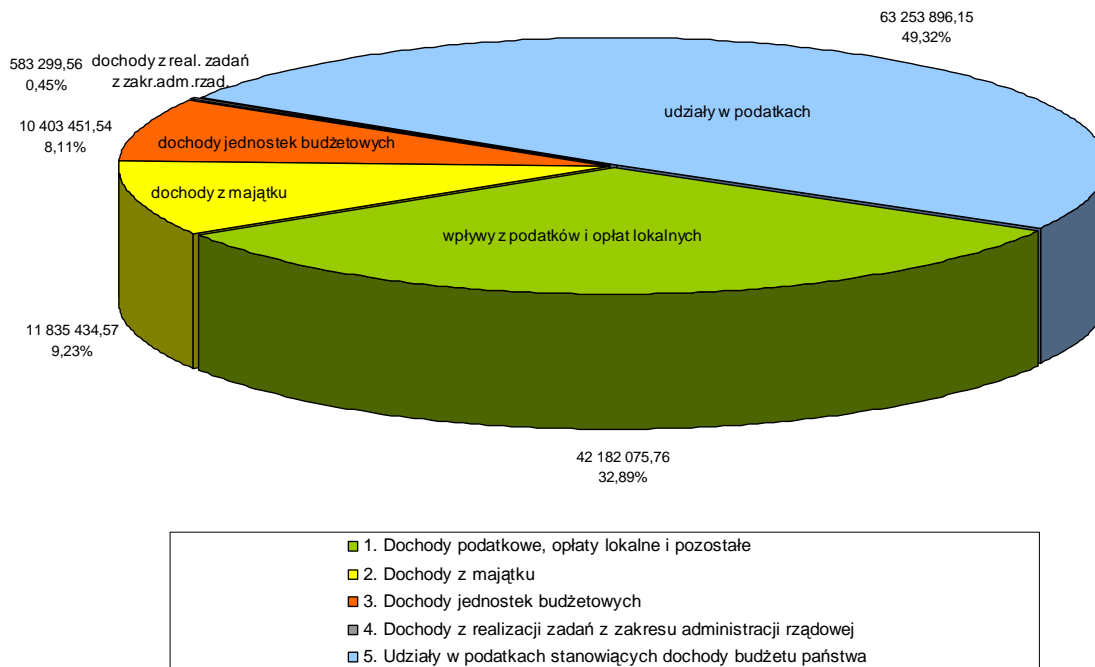 63 253 896,15
49,32%
583 299,56
0,45%
dochody z real. zadań
z zakr.adm.rzad.
udziały w podatkach
10 403 451,54
8,11%
dochody jednostek budżetowych
dochody z majątku
wpływy z podatków i opłat lokalnych
11 835 434,57
9,23%
42 182 075,76
32,89%
1. Dochody podatkowe, opłaty lokalne i pozostałe
2. Dochody z majątku
3. Dochody jednostek budżetowych
4. Dochody z realizacji zadań z zakresu administracji rządowej
5. Udziały w podatkach stanowiących dochody budżetu państwa